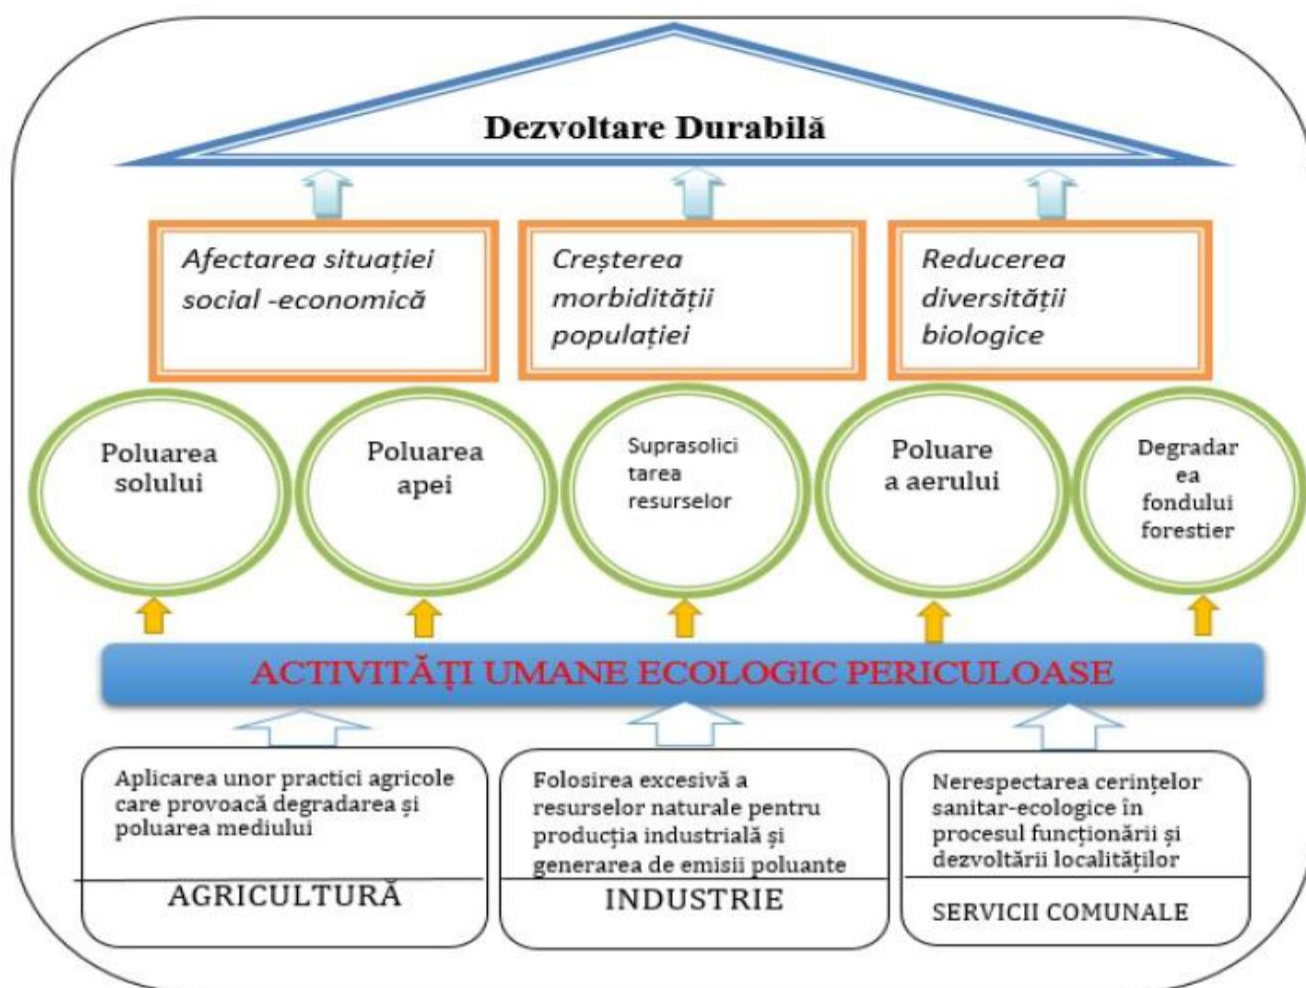 Dezvoltare Durabilă
Afectarea situației
social -economică
Creșterea
morbidității
populației
Reducerea
diversității
biologice
Poluarea
solului
Poluarea
apei
Suprasolici
tarea
resurselor
Poluare
a aerului
Degradar
ea
fondului
forestier
ACTIVITĂȚI UMANE ECOLOGIC PERICULOASE
Aplicarea unor practici agricole
care provoacă degradarea și
poluarea mediului
AGRICULTURĂ
Folosirea excesivă a
resurselor naturale pentru
producția industrială și
generarea de emisii poluante
INDUSTRIE
Nerespectarea cerințelor
sanitar-ecologice în
procesul funcționării și
dezvoltării localităților
SERVICII COMUNALE